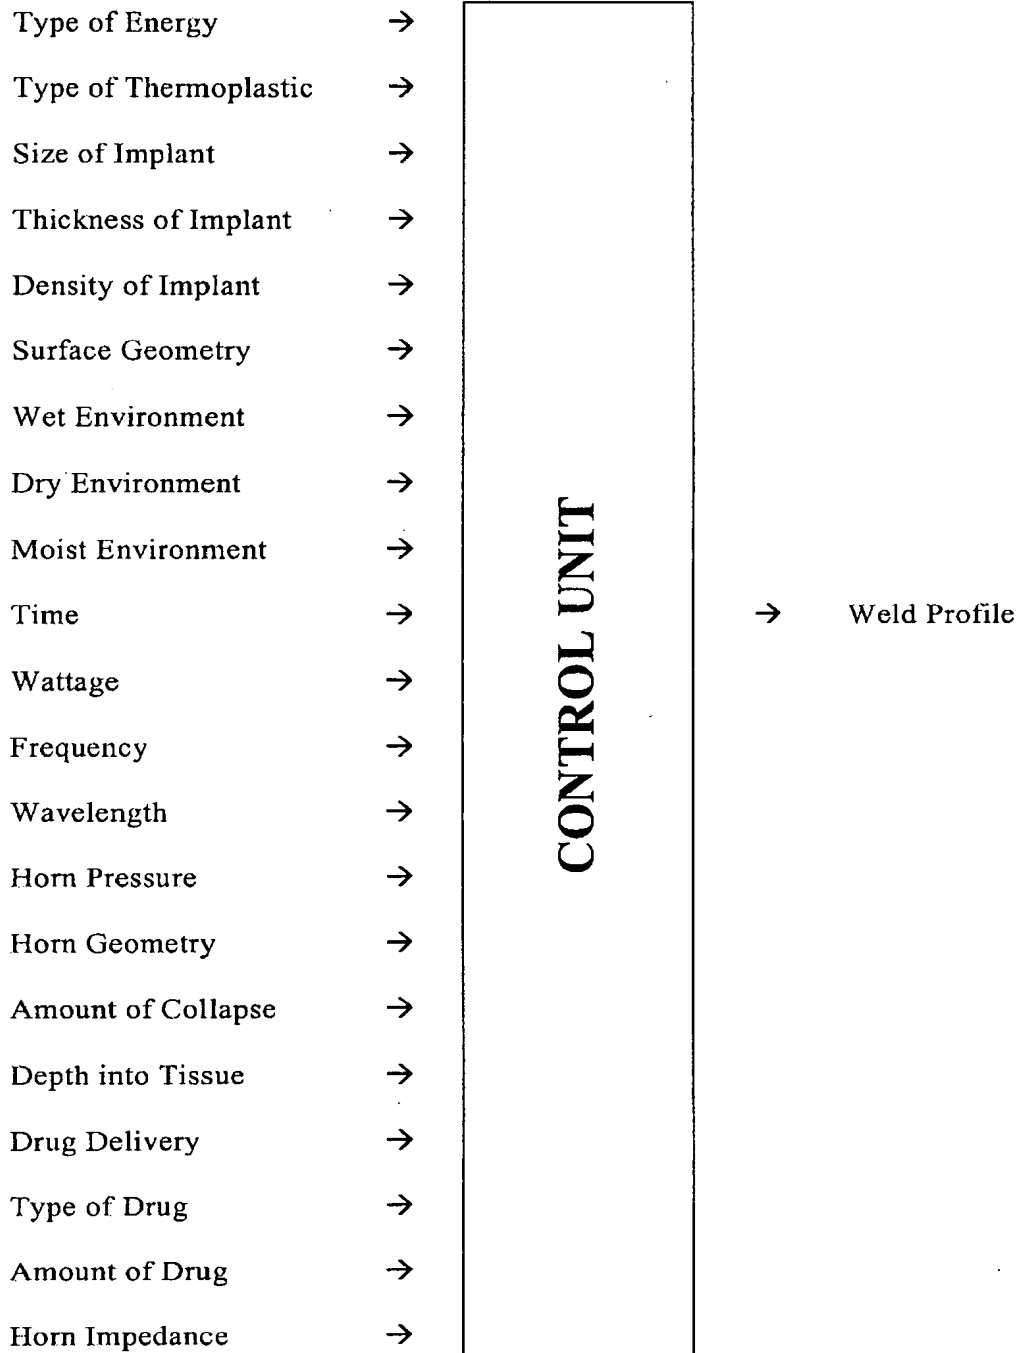 Type of Energy →
Type of Thermoplastic →
Size of Implant →
Thickness of Implant →
Density of Implant →
Surface Geometry →
Wet Environment →
Dry Environment →
Moist Environment →
Time →
Wattage →
Frequency →
Wavelength →
Horn Pressure →
Horn Geometry →
Amount of Collapse →
Depth into Tissue →
Drug Delivery →
Type of Drug →
Amount of Drug →
Horn Impedance →
CONTROL UNIT
→ Weld Profile